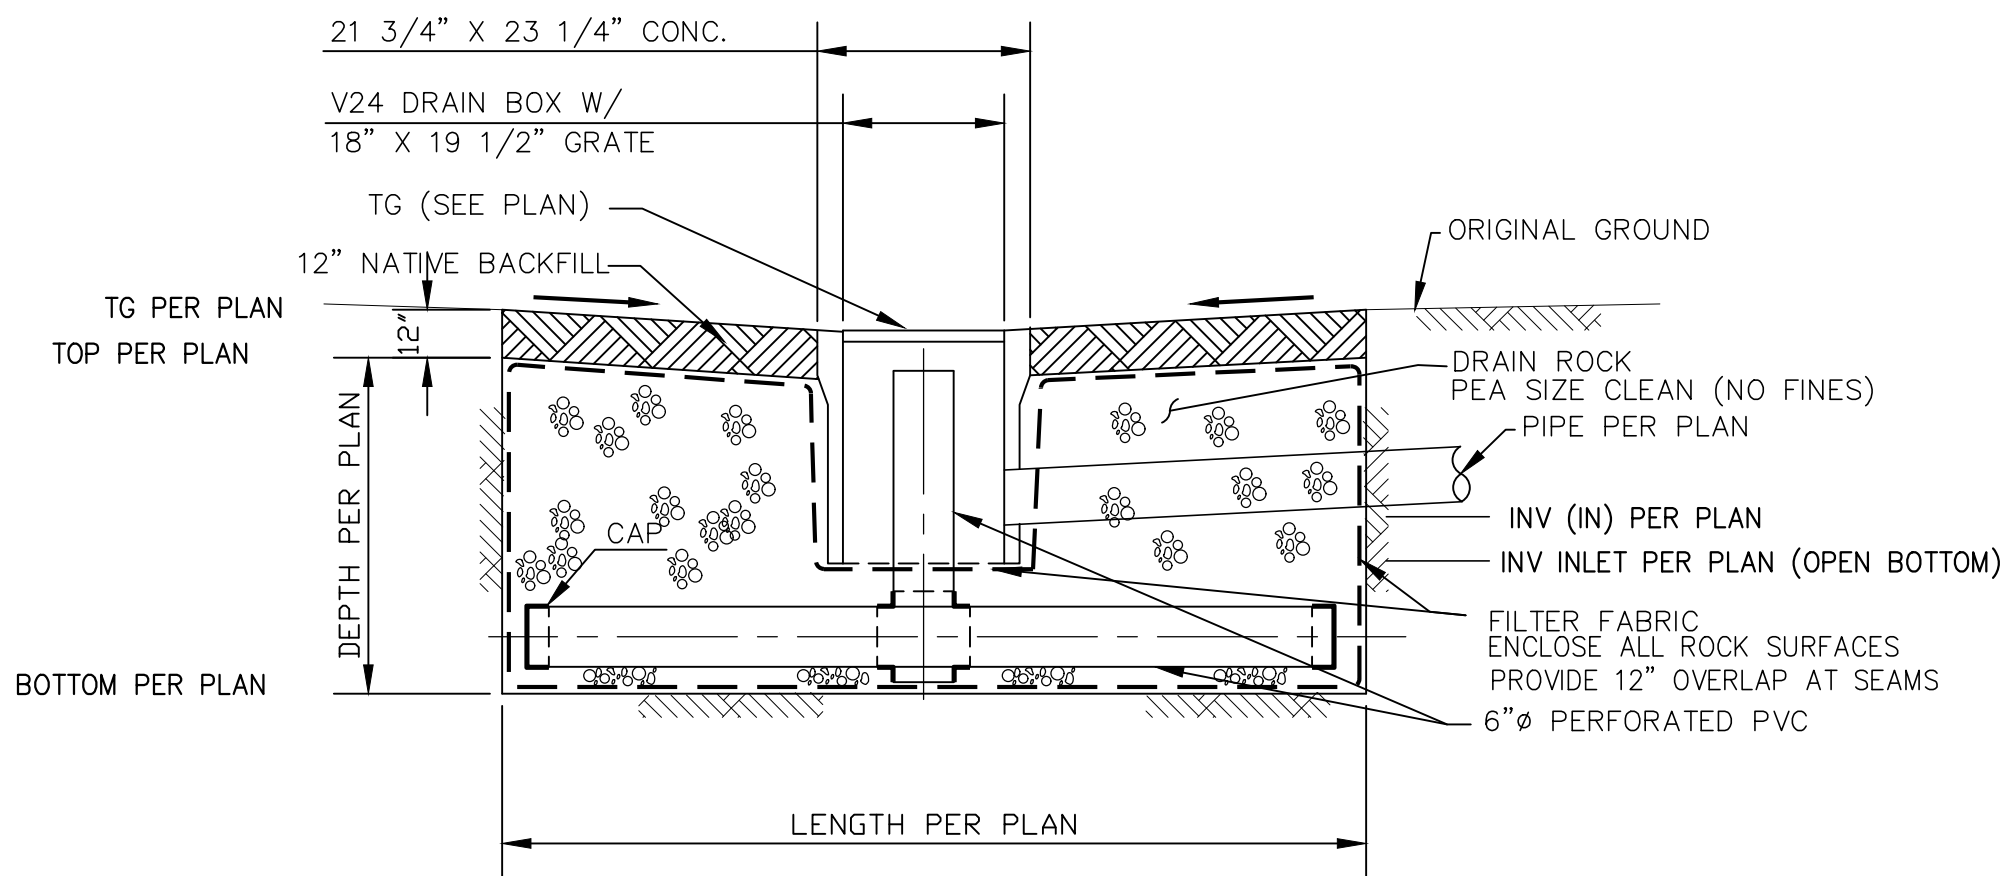 21 3/4” X 23 1/4” CONC.
V24 DRAIN BOX W/
18” X 19 1/2” GRATE
TG (SEE PLAN)
12” NATIVE BACKFILL
ORIGINAL GROUND
TG PER PLAN
12”
TOP PER PLAN
DRAIN ROCK
PEA SIZE CLEAN (NO FINES)
PIPE PER PLAN
DEPTH PER PLAN
CAP
INV (IN) PER PLAN
INV INLET PER PLAN (OPEN BOTTOM)
FILTER FABRIC
ENCLOSE ALL ROCK SURFACES
PROVIDE 12” OVERLAP AT SEAMS
BOTTOM PER PLAN
6”ø PERFORATED PVC
LENGTH PER PLAN